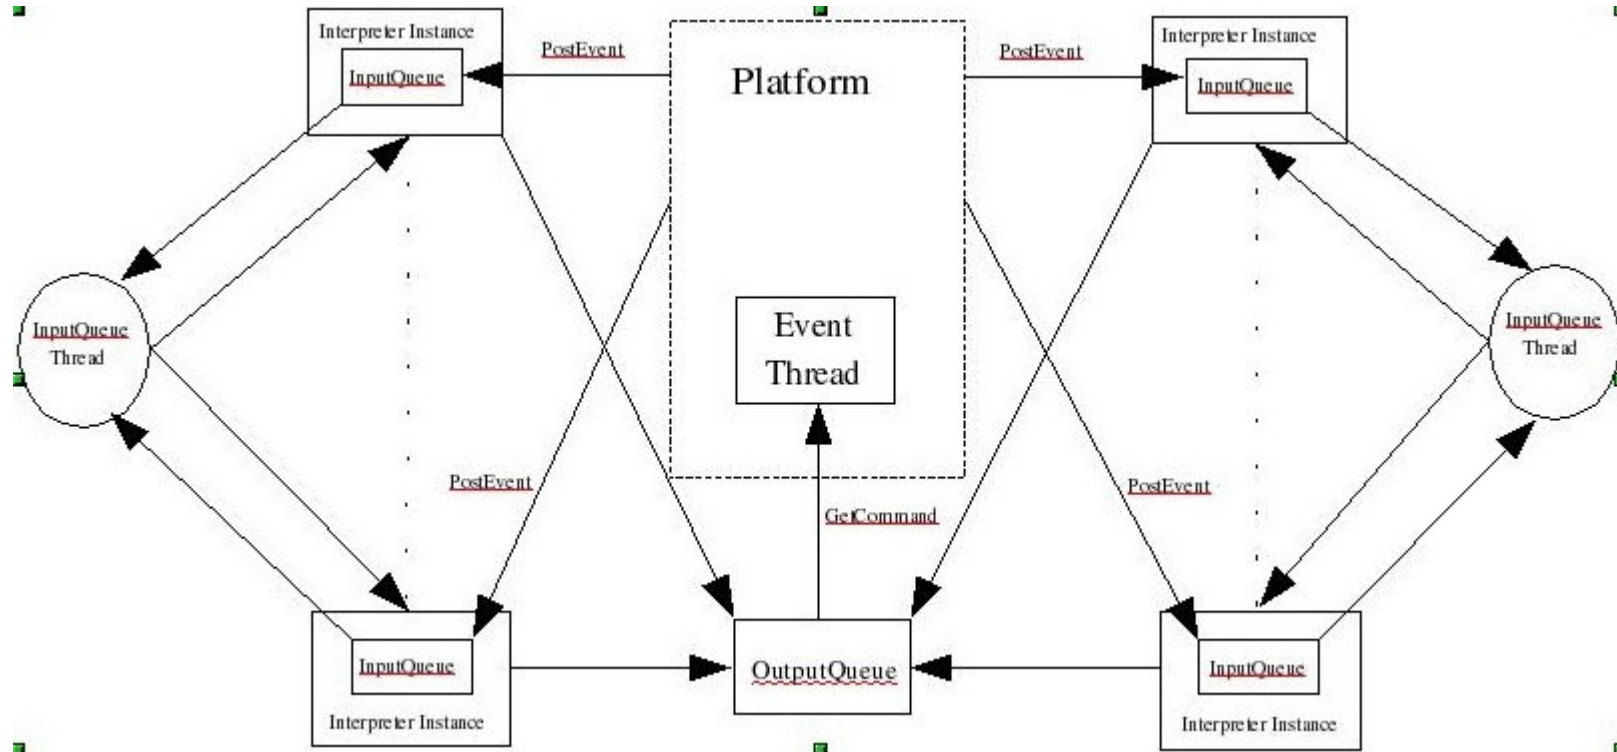 Interpreter Instance
InputQueue
PostEvent
Platform
PostEvent
Interpreter Instance
InputQueue
InputQueue
Thread
Event
Thread
InputQueue
Thread
PostEvent
GetCommand
PostEvent
InputQueue
Interpreter Instance
OutputQueue
InputQueue
Interpreter Instance